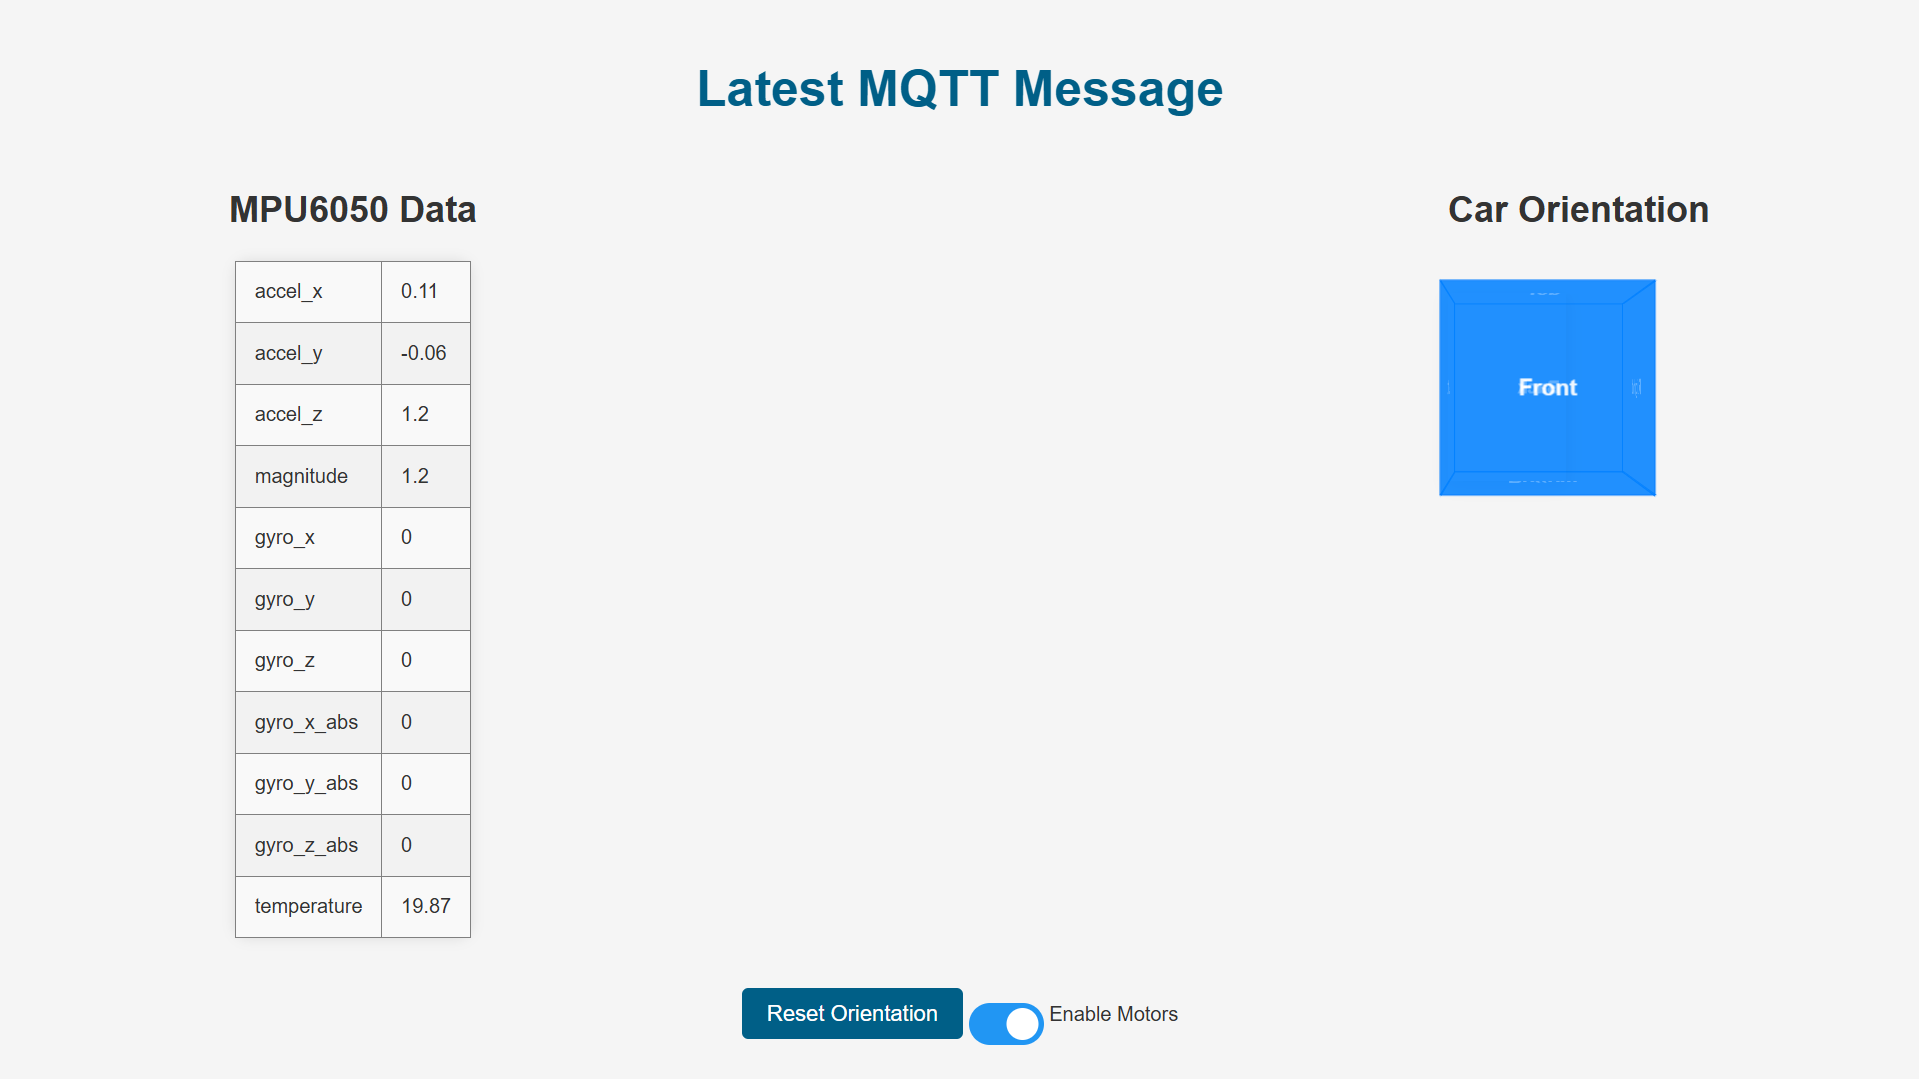 Latest MQTT Message
MPU6050 Data
accel_x 0.11
accel_y -0.06
accel_z 1.2
magnitude 1.2
gyro_x 0
gyro_y 0
gyro_z 0
gyro_x_abs 0
gyro_y_abs 0
gyro_z_abs 0
temperature 19.87
Car Orientation
Front
Reset Orientation
Enable Motors